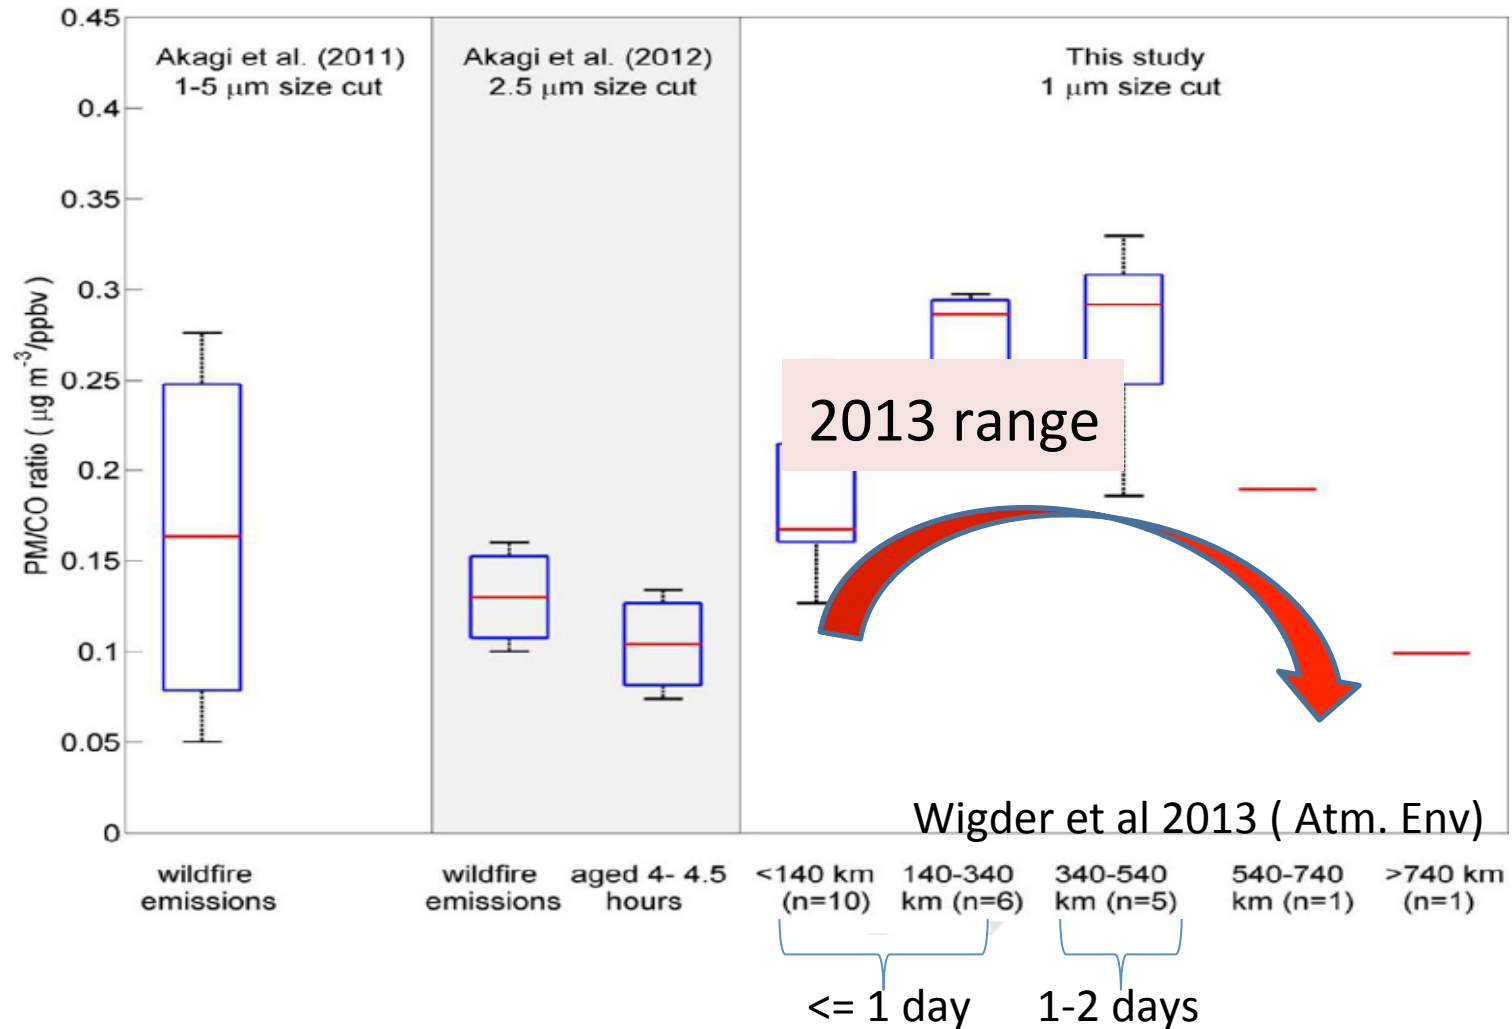 Akagi et al. (2011)
1-5 μm size cut
Akagi et al. (2012)
2.5 μm size cut
This study
1 μm size cut
PM/CO ratio ( μg m⁻³/ppbv )
0.45
0.4
0.35
0.3
0.25
0.2
0.15
0.1
0.05
0
2013 range
Wigder et al 2013 ( Atm. Env)
wildfire
emissions
wildfire
emissions
aged 4- 4.5
hours
<140 km
(n=10)
140-340
km (n=6)
340-540
km (n=5)
540-740
km (n=1)
>740 km
(n=1)
<= 1 day
1-2 days